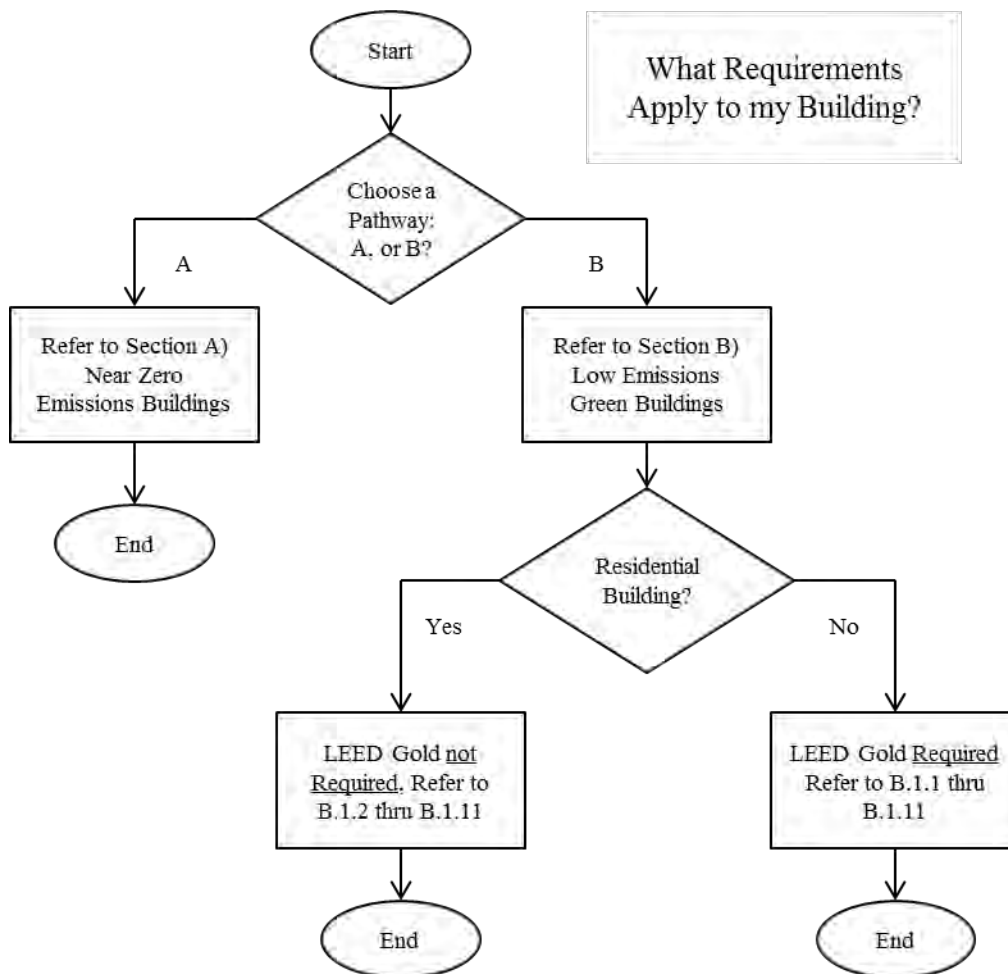 Start
What Requirements
Apply to my Building?
Choose a
Pathway:
A, or B?
A
B
Refer to Section A)
Near Zero
Emissions Buildings
Refer to Section B)
Low Emissions
Green Buildings
End
Residential
Building?
Yes
No
LEED Gold not
Required, Refer to
B.1.2 thru B.1.11
LEED Gold Required
Refer to B.1.1 thru
B.1.11
End
End